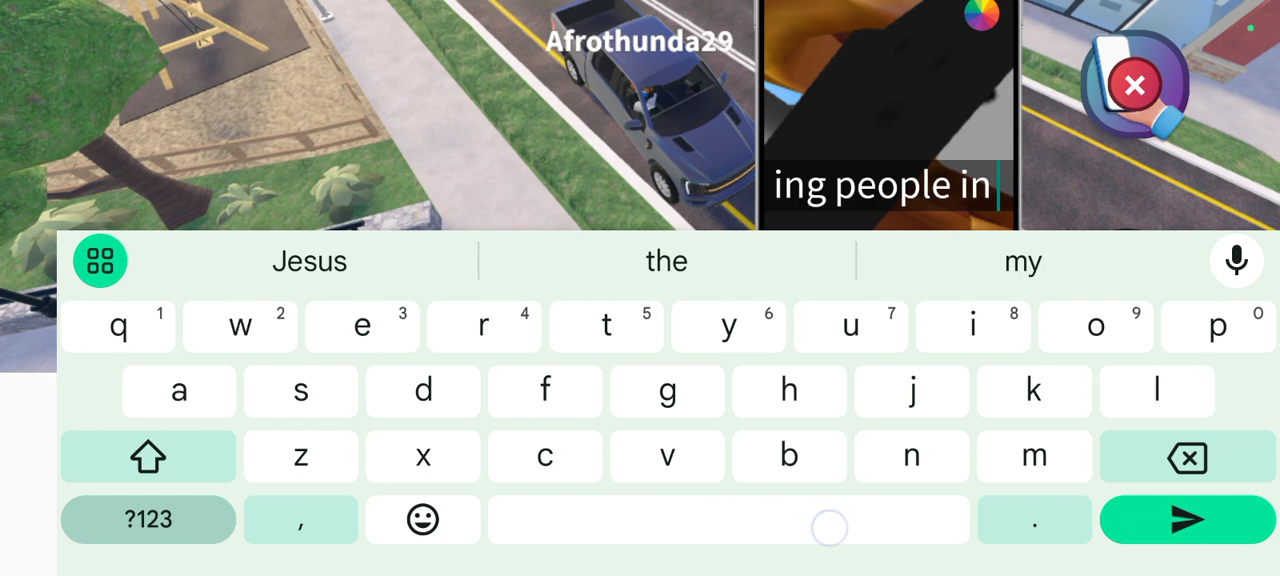 Afrothunda29
ing people in
Jesus the my
q 1 w 2 e 3 r 4 t 5 y 6 u 7 i 8 o 9 p 0
a s d f g h j k l
z x c v b n m
?123 , .